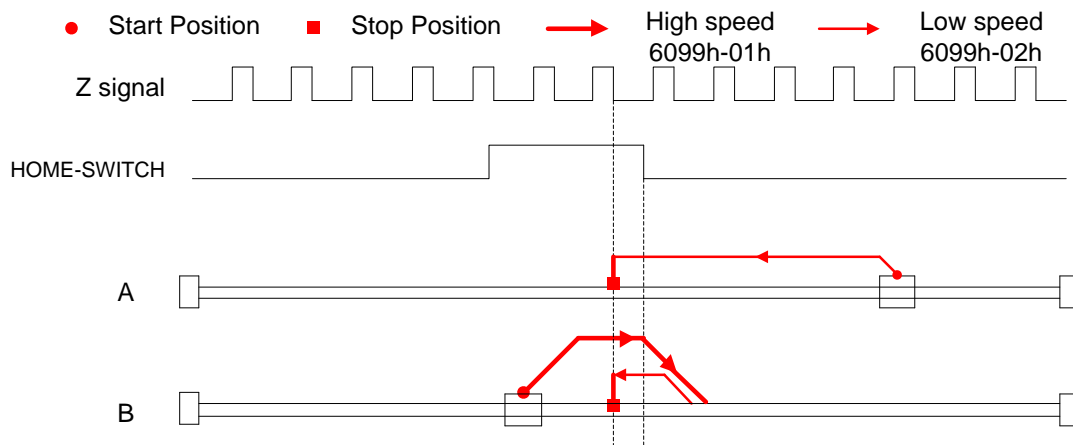 Start Position
Stop Position
High speed
6099h-01h
Low speed
6099h-02h
Z signal
HOME-SWITCH
A
B